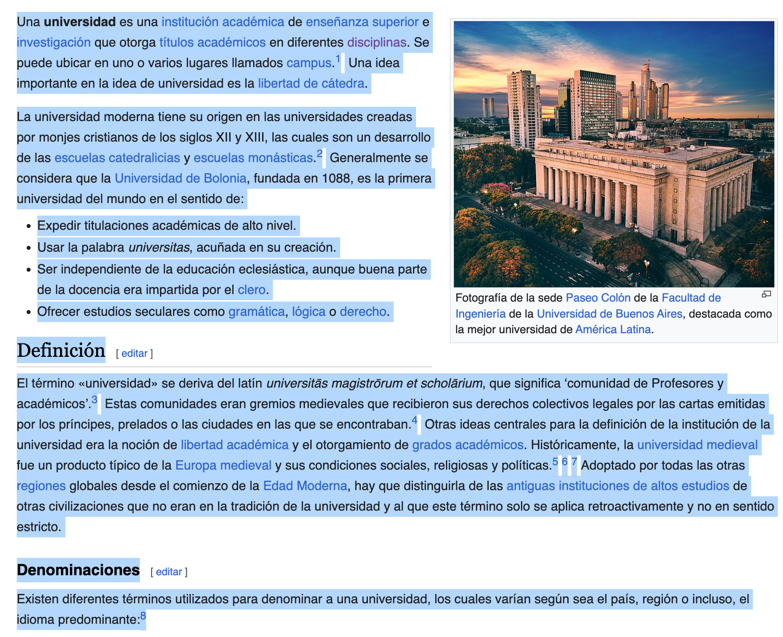 Una universidad es una institución académica de enseñanza superior e
investigación que otorga títulos académicos en diferentes disciplinas. Se
puede ubicar en uno o varios lugares llamados campus.1 Una idea
importante en la idea de universidad es la libertad de cátedra.
La universidad moderna tiene su origen en las universidades creadas
por monjes cristianos de los siglos XII y XIII, las cuales son un desarrollo
de las escuelas catedralicias y escuelas monásticas.2 Generalmente se
considera que la Universidad de Bolonia, fundada en 1088, es la primera
universidad del mundo en el sentido de:
• Expedir titulaciones académicas de alto nivel.
• Usar la palabra universitas, acuñada en su creación.
• Ser independiente de la educación eclesiástica, aunque buena parte
de la docencia era impartida por el clero.
• Ofrecer estudios seculares como gramática, lógica o derecho.
Fotografía de la sede Paseo Colón de la Facultad de
Ingeniería de la Universidad de Buenos Aires, destacada como
la mejor universidad de América Latina.
Definición [ editar ]
El término «universidad» se deriva del latín universitās magistrōrum et scholārium, que significa ‘comunidad de Profesores y
académicos’.3 Estas comunidades eran gremios medievales que recibieron sus derechos colectivos legales por las cartas emitidas
por los príncipes, prelados o las ciudades en las que se encontraban.4 Otras ideas centrales para la definición de la institución de la
universidad era la noción de libertad académica y el otorgamiento de grados académicos. Históricamente, la universidad medieval
fue un producto típico de la Europa medieval y sus condiciones sociales, religiosas y políticas.5 6 7 Adoptado por todas las otras
regiones globales desde el comienzo de la Edad Moderna, hay que distinguirla de las antiguas instituciones de altos estudios de
otras civilizaciones que no eran en la tradición de la universidad y al que este término solo se aplica retroactivamente y no en sentido
estricto.
Denominaciones [ editar ]
Existen diferentes términos utilizados para denominar a una universidad, los cuales varían según sea el país, región o incluso, el
idioma predominante:8